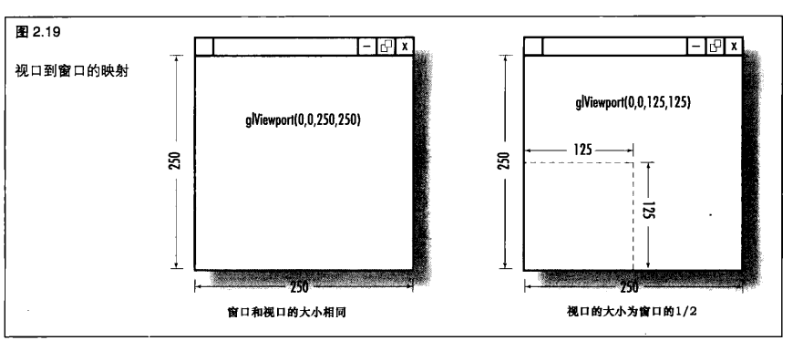 图 2.19
视口到窗口的映射
glViewport(0,0,250,250)
250
250
窗口和视口的大小相同
glViewport(0,0,125,125)
125
125
250
250
视口的大小为窗口的1/2